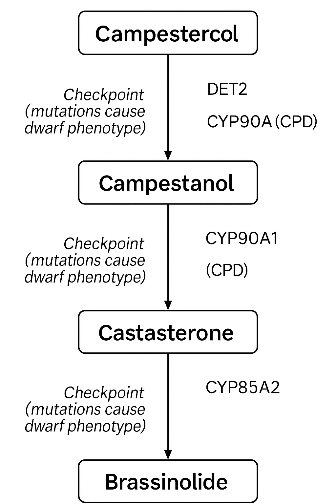 Campestercol
Checkpoint
(mutations cause
dwarf phenotype)
DET2
CYP90A (CPD)
Campestanol
Checkpoint
(mutations cause
dwarf phenotype)
CYP90A1
(CPD)
Castasterone
Checkpoint
(mutations cause
dwarf phenotype)
CYP85A2
Brassinolide